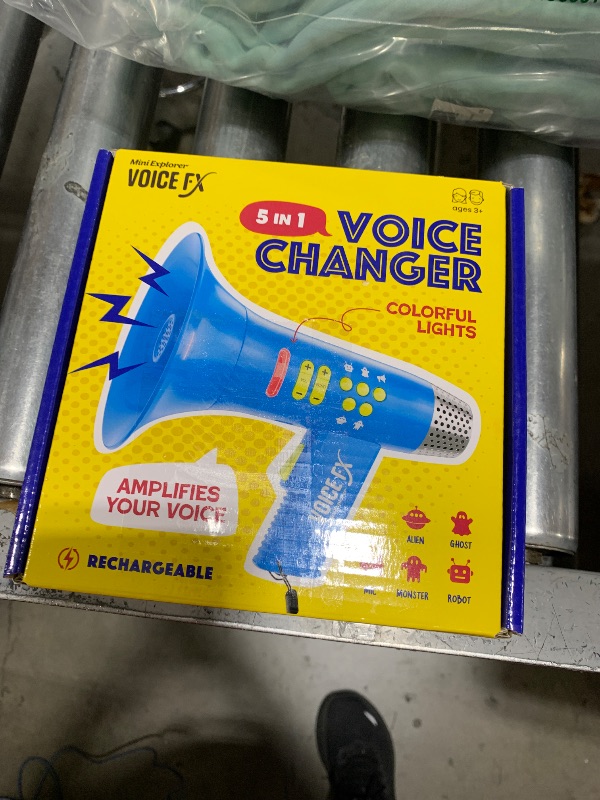 Mini Explorer
VOICE FX
ages 3+
5 IN 1
VOICE
CHANGER
COLORFUL
LIGHTS
VOICE FX
AMPLIFIES
YOUR VOICE
RECHARGEABLE
ALIEN
GHOST
MIC
MONSTER
ROBOT